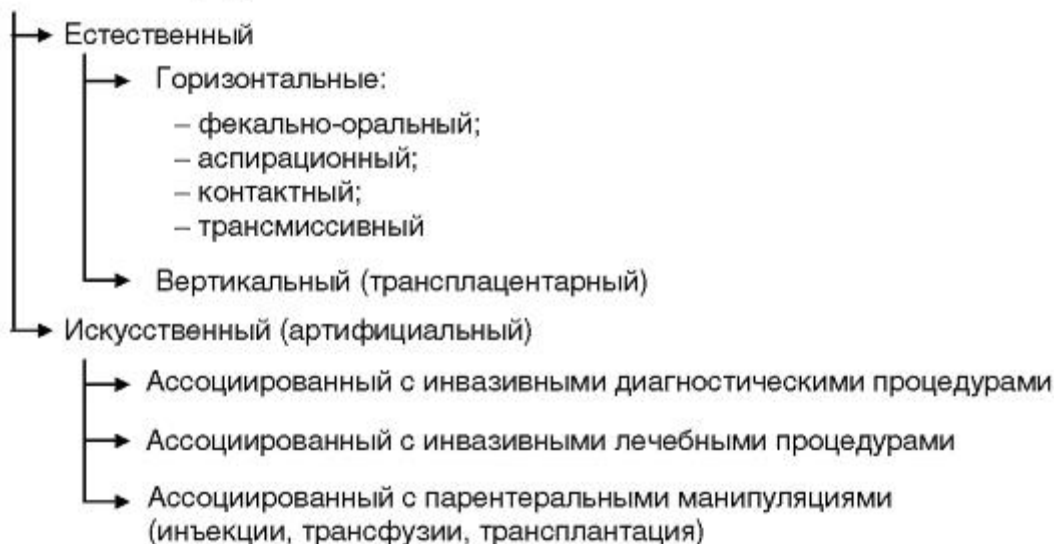 Естественный
Горизонтальные:
– фекально-оральный;
– аспирационный;
– контактный;
– трансмиссивный
Вертикальный (трансплацентарный)
Искусственный (артифициальный)
Ассоциированный с инвазивными диагностическими процедурами
Ассоциированный с инвазивными лечебными процедурами
Ассоциированный с парентеральными манипуляциями
(инъекции, трансфузии, трансплантация)